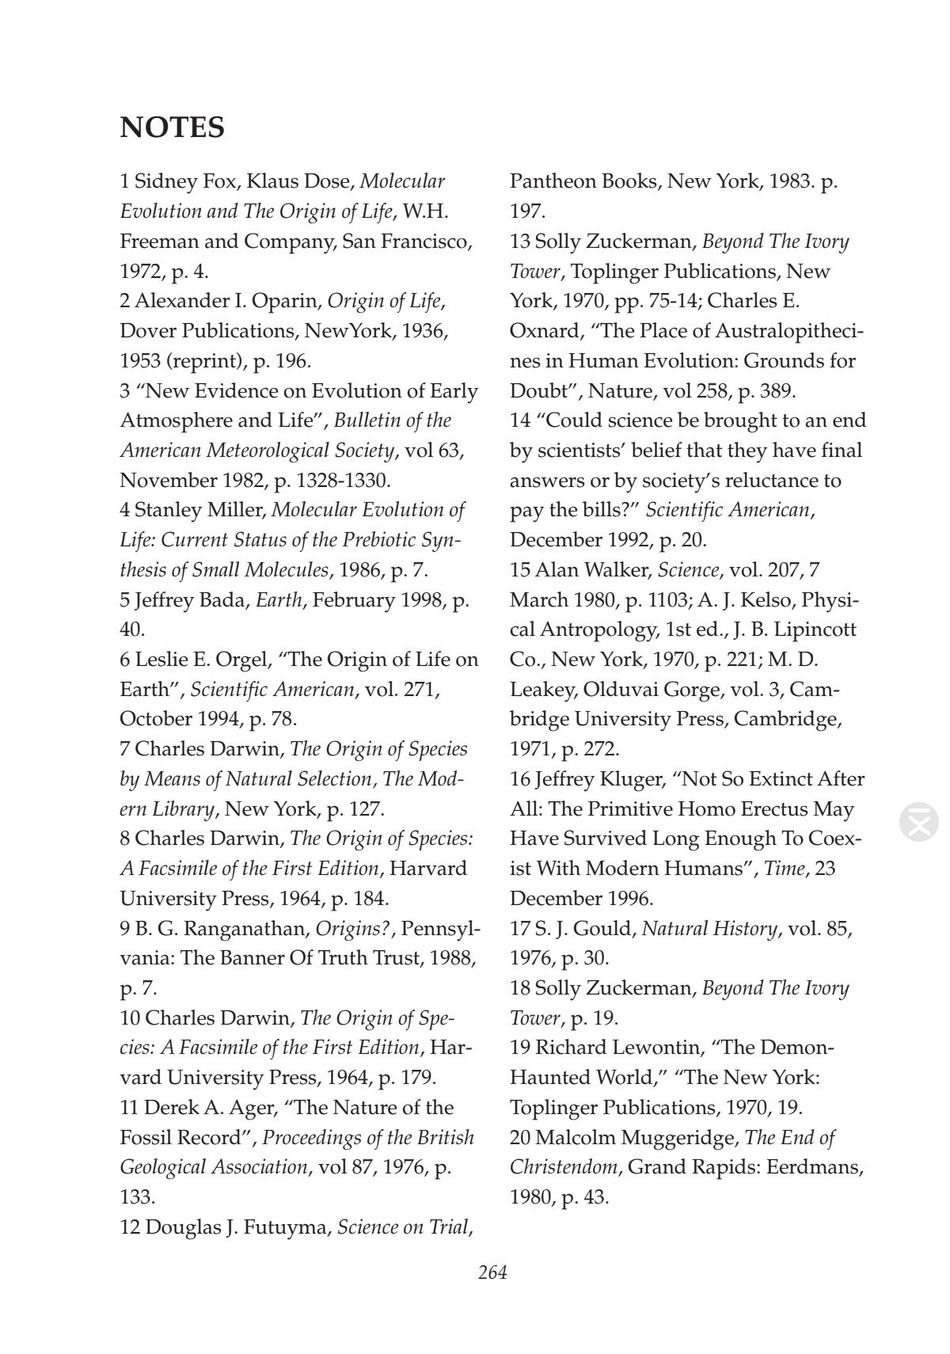 NOTES
1 Sidney Fox, Klaus Dose, Molecular
Evolution and The Origin of Life, W.H.
Freeman and Company, San Francisco,
1972, p. 4.
2 Alexander I. Oparin, Origin of Life,
Dover Publications, NewYork, 1936,
1953 (reprint), p. 196.
3 “New Evidence on Evolution of Early
Atmosphere and Life”, Bulletin of the
American Meteorological Society, vol 63,
November 1982, p. 1328-1330.
4 Stanley Miller, Molecular Evolution of
Life: Current Status of the Prebiotic Syn-
thesis of Small Molecules, 1986, p. 7.
5 Jeffrey Bada, Earth, February 1998, p.
40.
6 Leslie E. Orgel, “The Origin of Life on
Earth”, Scientific American, vol. 271,
October 1994, p. 78.
7 Charles Darwin, The Origin of Species
by Means of Natural Selection, The Mod-
ern Library, New York, p. 127.
8 Charles Darwin, The Origin of Species:
A Facsimile of the First Edition, Harvard
University Press, 1964, p. 184.
9 B. G. Ranganathan, Origins?, Pennsyl-
vania: The Banner Of Truth Trust, 1988,
p. 7.
10 Charles Darwin, The Origin of Spe-
cies: A Facsimile of the First Edition, Har-
vard University Press, 1964, p. 179.
11 Derek A. Ager, “The Nature of the
Fossil Record”, Proceedings of the British
Geological Association, vol 87, 1976, p.
133.
12 Douglas J. Futuyma, Science on Trial,
Pantheon Books, New York, 1983. p.
197.
13 Solly Zuckerman, Beyond The Ivory
Tower, Toplinger Publications, New
York, 1970, pp. 75-14; Charles E.
Oxnard, “The Place of Australopitheci-
nes in Human Evolution: Grounds for
Doubt”, Nature, vol 258, p. 389.
14 “Could science be brought to an end
by scientists’ belief that they have final
answers or by society’s reluctance to
pay the bills?” Scientific American,
December 1992, p. 20.
15 Alan Walker, Science, vol. 207, 7
March 1980, p. 1103; A. J. Kelso, Physi-
cal Antropology, 1st ed., J. B. Lipincott
Co., New York, 1970, p. 221; M. D.
Leakey, Olduvai Gorge, vol. 3, Cam-
bridge University Press, Cambridge,
1971, p. 272.
16 Jeffrey Kluger, “Not So Extinct After
All: The Primitive Homo Erectus May
Have Survived Long Enough To Coex-
ist With Modern Humans”, Time, 23
December 1996.
17 S. J. Gould, Natural History, vol. 85,
1976, p. 30.
18 Solly Zuckerman, Beyond The Ivory
Tower, p. 19.
19 Richard Lewontin, “The Demon-
Haunted World,” “The New York:
Toplinger Publications, 1970, 19.
20 Malcolm Muggeridge, The End of
Christendom, Grand Rapids: Eerdmans,
1980, p. 43.
264